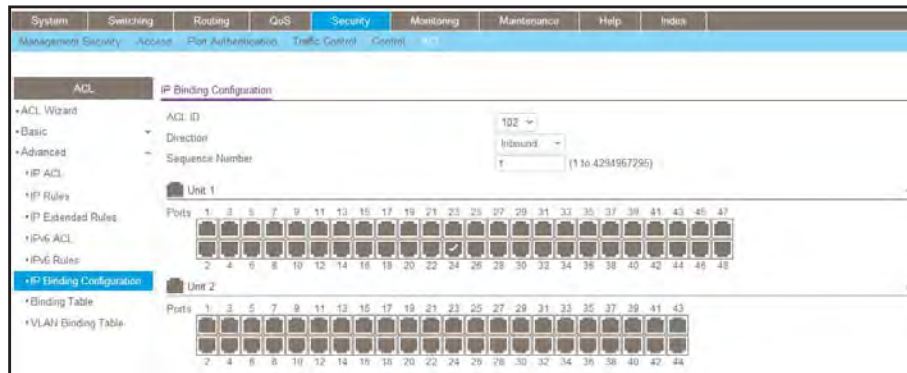 System Switching Routing QoS Security Monitoring Maintenance Help Index
Management Security Access Port Authentication Traffic Control Control ACL
ACL
IP Binding Configuration
•ACL Wizard
•Basic
•Advanced
•IP ACL
•IP Rules
•IP Extended Rules
•IPv6 ACL
•IPv6 Rules
•IP Binding Configuration
•Binding Table
•VLAN Binding Table
ACL ID 102
Direction Inbound
Sequence Number 1 (1 to 4294967295)
Unit 1
Ports 1 3 5 7 9 11 13 15 17 19 21 23 25 27 29 31 33 35 37 39 41 43 45 47
2 4 6 8 10 12 14 16 18 20 22 24 26 28 30 32 34 36 38 40 42 44 46 48
Unit 2
Ports 1 3 5 7 9 11 13 15 17 19 21 23 25 27 29 31 33 35 37 39 41 43
2 4 6 8 10 12 14 16 18 20 22 24 26 28 30 32 34 36 38 40 42 44